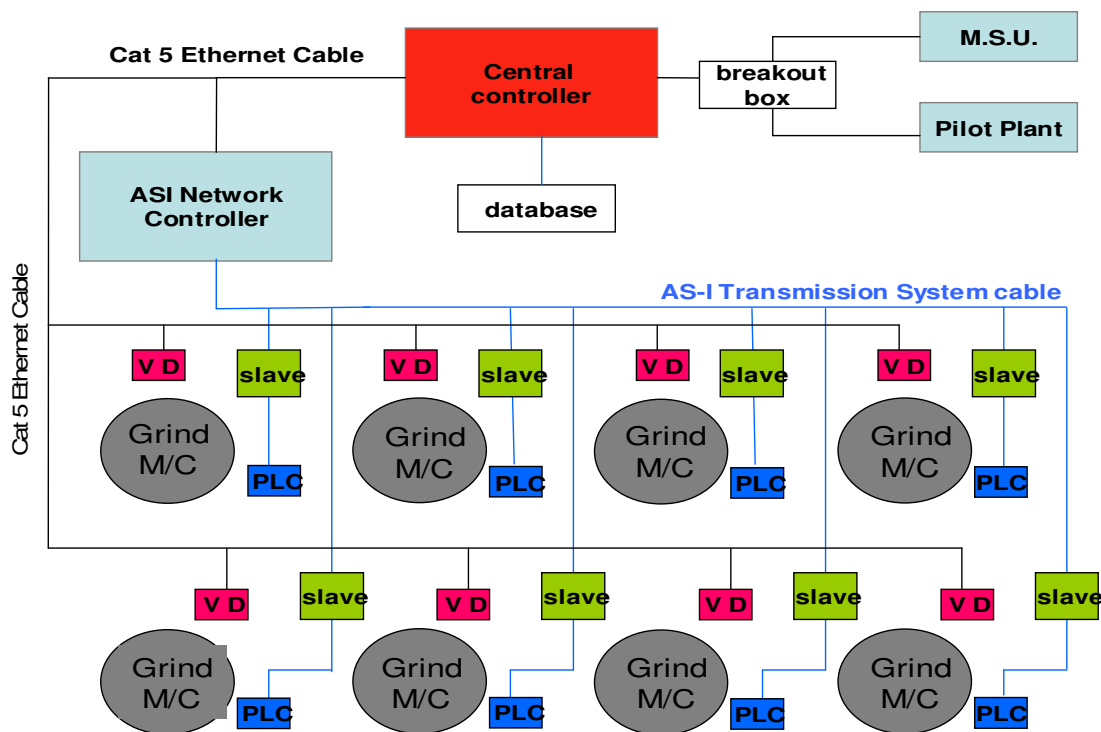 M.S.U.
Cat 5 Ethernet Cable
Central
controller
breakout
box
Pilot Plant
ASI Network
Controller
database
Cat 5 Ethernet Cable
AS-I Transmission System cable
V D
slave
V D
slave
V D
slave
V D
slave
Grind
M/C
Grind
M/C
Grind
M/C
Grind
M/C
PLC
PLC
PLC
PLC
V D
slave
V D
slave
V D
slave
V D
slave
Grind
M/C
Grind
M/C
Grind
M/C
Grind
M/C
PLC
PLC
PLC
PLC